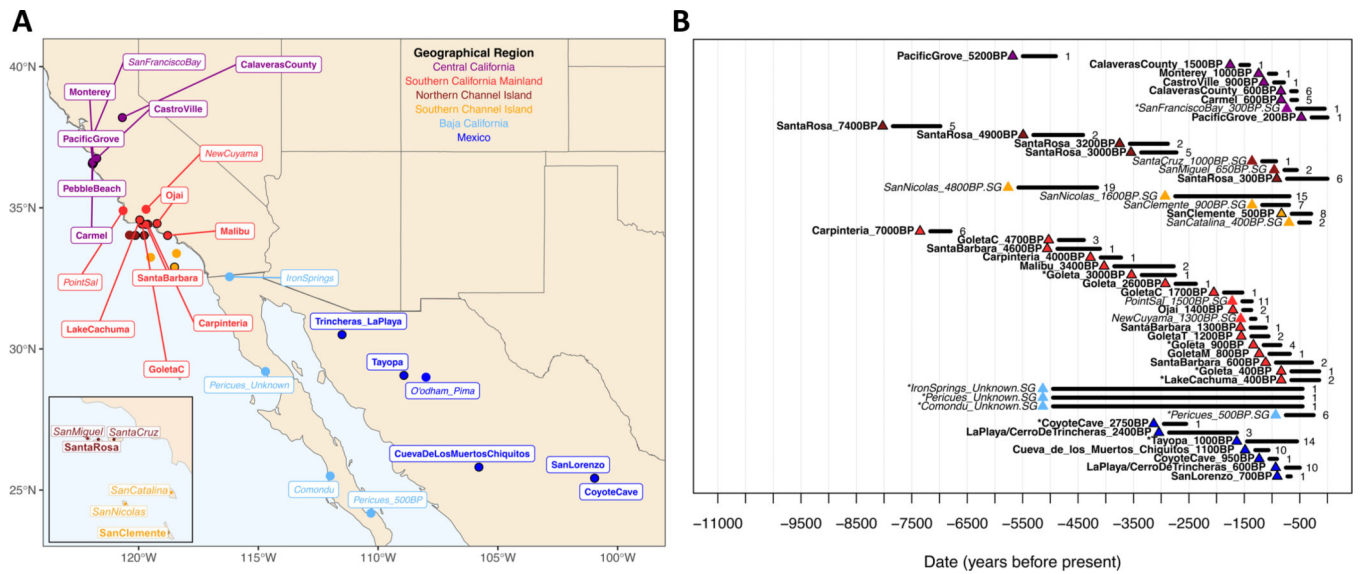 A
B
Geographical Region
Central California
Southern California Mainland
Northern Channel Island
Southern Channel Island
Baja California
Mexico
40°N
35°N
30°N
25°N
SanFranciscoBay
CalaverasCounty
Monterey
CastroVille
PacificGrove
NewCuyama
PebbleBeach
Ojai
Carmel
Malibu
PointSal
SantaBarbara
IronSprings
LakeCachuma
Carpinteria
Trincheras_LaPlaya
GoletaC
Tayopa
Pericues_Unknown
O'odham_Pima
CuevaDeLosMuertosChiquitos
SanLorenzo
Comondu
CoyoteCave
Pericues_500BP
SanMiguel
SantaCruz
SantaRosa
SanCatalina
SanNicolas
SanClemente
120°W
115°W
110°W
105°W
100°W
PacificGrove_5200BP 1
CalaverasCounty_1500BP 1
Monterey_1000BP 1
CastroVille_900BP 1
CalaverasCounty_600BP 6
Carmel_600BP 5
*SanFranciscoBay_300BP.SG 1
PacificGrove_200BP 1
SantaRosa_7400BP 5
SantaRosa_4900BP 2
SantaRosa_3200BP 2
SantaRosa_3000BP 5
SantaCruz_1000BP.SG 1
SanMiguel_650BP.SG 2
SantaRosa_300BP 6
SanNicolas_4800BP.SG 19
SanNicolas_1600BP.SG 15
SanClemente_900BP.SG 7
SanClemente_500BP 8
SanCatalina_400BP.SG 2
Carpinteria_7000BP 6
GoletaC_4700BP 3
SantaBarbara_4600BP 2
Carpinteria_4000BP 1
Malibu_3400BP 2
*Goleta_3000BP 1
Goleta_2600BP 2
GoletaC_1700BP 1
PointSal_1500BP.SG 11
Ojai_1400BP 2
NewCuyama_1300BP.SG 1
SantaBarbara_1300BP 1
GoletaT_1200BP 2
*Goleta_900BP 4
GoletaM_800BP 1
SantaBarbara_600BP 2
*Goleta_400BP 1
*LakeCachuma_400BP 2
*IronSprings_Unknown.SG 1
*Pericues_Unknown.SG 1
*Comondu_Unknown.SG 1
*Pericues_500BP.SG 6
*CoyoteCave_2750BP 1
LaPlaya/CerroDeTrincheras_2400BP 3
*Tayopa_1000BP 14
Cueva_de_los_Muertos_Chiquitos_1100BP 10
CoyoteCave_950BP 1
LaPlaya/CerroDeTrincheras_600BP 10
SanLorenzo_700BP 1
−11000 −9500 −8500 −7500 −6500 −5500 −4500 −3500 −2500 −1500 −500
Date (years before present)